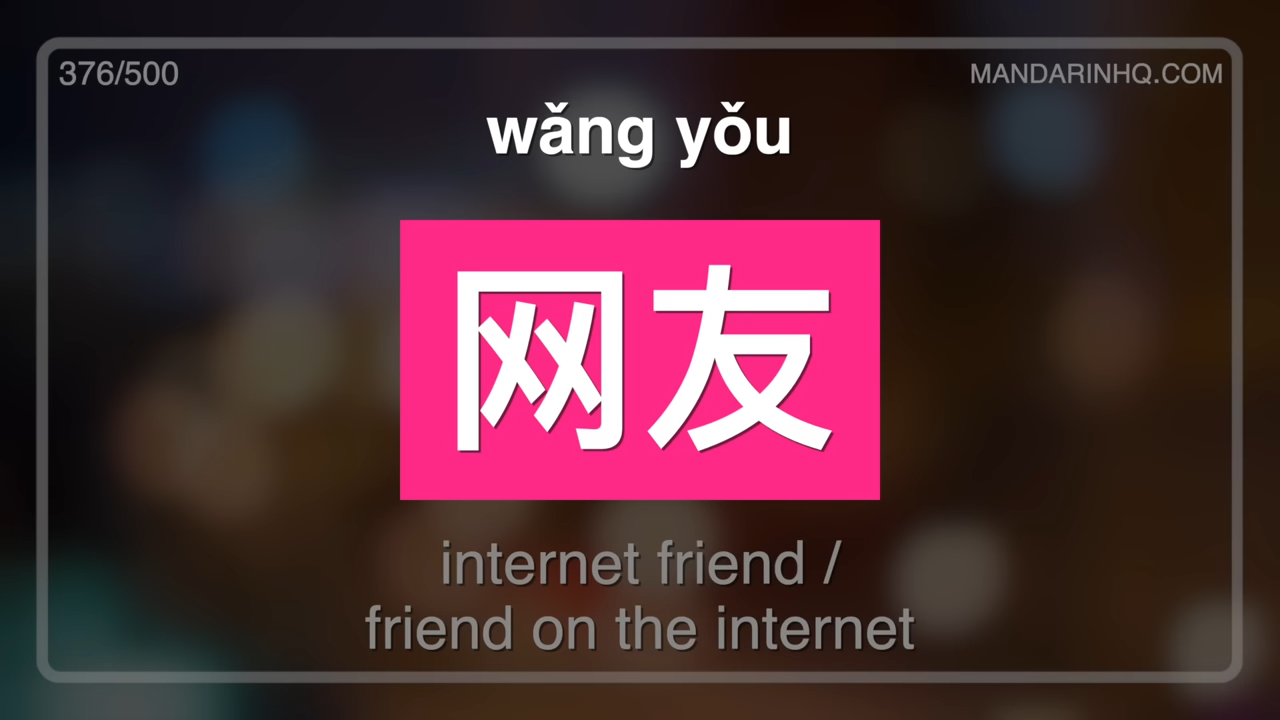 376/500
MANDARINHQ.COM
wǎng yǒu
网友
internet friend /
friend on the internet